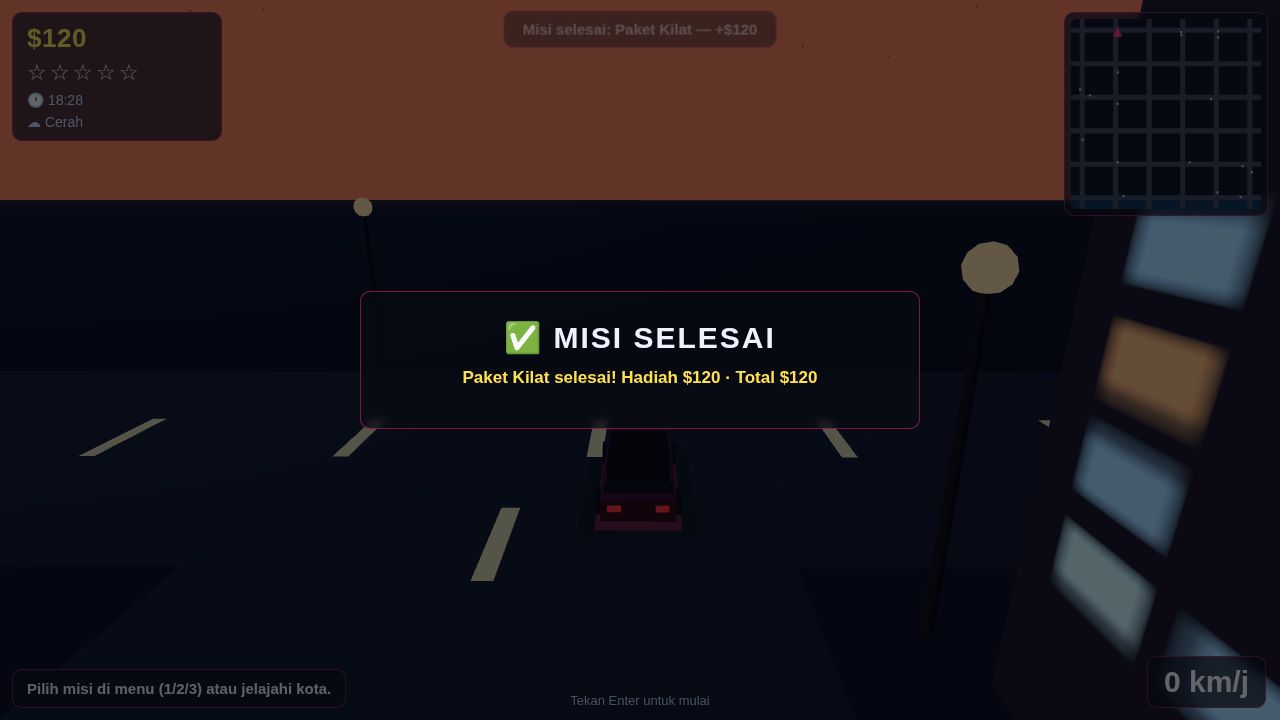 $120
☆☆☆☆☆
🕐 18:28
☁ Cerah
Misi selesai: Paket Kilat — +$120
✅ MISI SELESAI
Paket Kilat selesai! Hadiah $120 · Total $120
Pilih misi di menu (1/2/3) atau jelajahi kota.
Tekan Enter untuk mulai
0 km/j